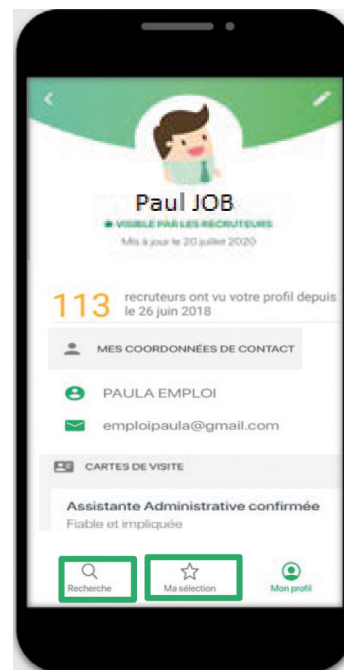 Paul JOB
VISIBLE PAR LES RECRUTEURS
Mis à jour le 20 juillet 2020
113 recruteurs ont vu votre profil depuis
le 26 juin 2018
MES COORDONNÉES DE CONTACT
PAULA EMPLOI
emploipaula@gmail.com
CARTES DE VISITE
Assistante Administrative confirmée
Fiable et impliquée
Recherche Ma sélection Mon profil